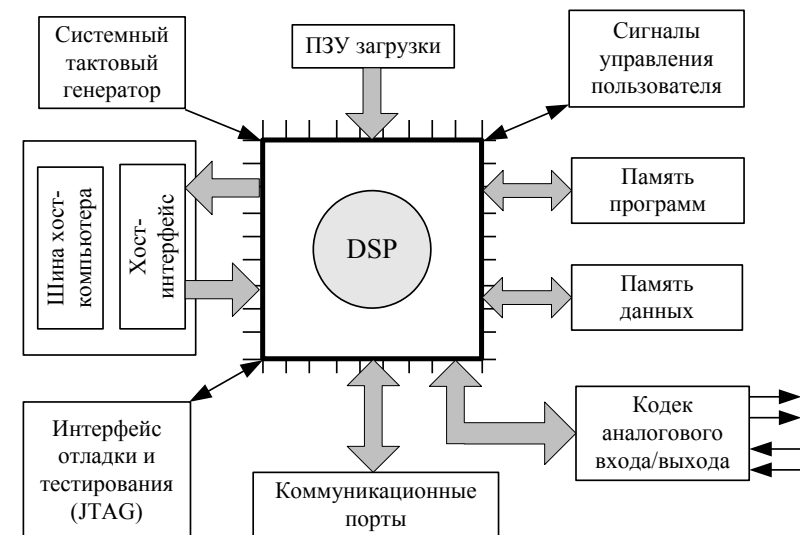 Системный
тактовый
генератор
ПЗУ загрузки
Сигналы
управления
пользователя
Шина хост-
компьютера
Хост-
интерфейс
DSP
Память
программ
Память
данных
Интерфейс
отладки и
тестирования
(JTAG)
Коммуникационные
порты
Кодек
аналогового
входа/выхода